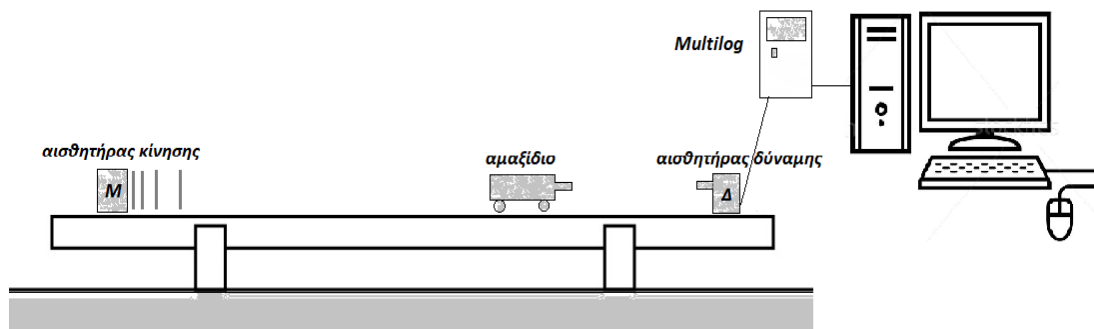 Multilog
αισθητήρας κίνησης
αμαξίδιο
αισθητήρας δύναμης
M
Δ